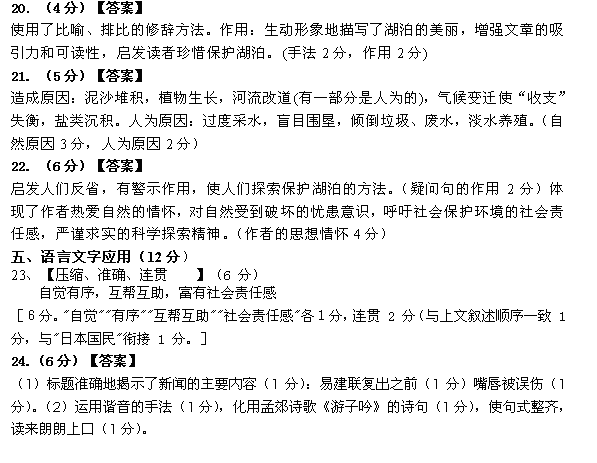 20.（4分）【答案】
使用了比喻、排比的修辞方法。作用：生动形象地描写了湖泊的美丽，增强文章的吸
引力和可读性，启发读者珍惜保护湖泊。(手法 2分，作用 2分)
21.（5分）【答案】
造成原因：泥沙堆积，植物生长，河流改道(有一部分是人为的)，气候变迁使“收支”
失衡，盐类沉积。人为原因：过度采水，盲目围垦，倾倒垃圾、废水，淡水养殖。（自
然原因3分，人为原因2分）
22.（6分）【答案】
启发人们反省，有警示作用，使人们探索保护湖泊的方法。（疑问句的作用 2 分）体
现了作者热爱自然的情怀，对自然受到破坏的忧患意识，呼吁社会保护环境的社会责
任感，严谨求实的科学探索精神。（作者的思想情怀4分）
五、语言文字应用（12分）
23、【压缩、准确、连贯 】（6 分）
自觉有序，互帮互助，富有社会责任感
［6分。"自觉""有序""互帮互助""社会责任感"各1分，连贯 2 分（与上文叙述顺序一致 1
分，与"日本国民"衔接 1 分。］
24.（6分）【答案】
（1）标题准确地揭示了新闻的主要内容（1 分）：易建联复出之前（1 分）嘴唇被误伤（1
分）。（2）运用谐音的手法（1分），化用孟郊诗歌《游子吟》的诗句（1分），使句式整齐，
读来朗朗上口（1分）。